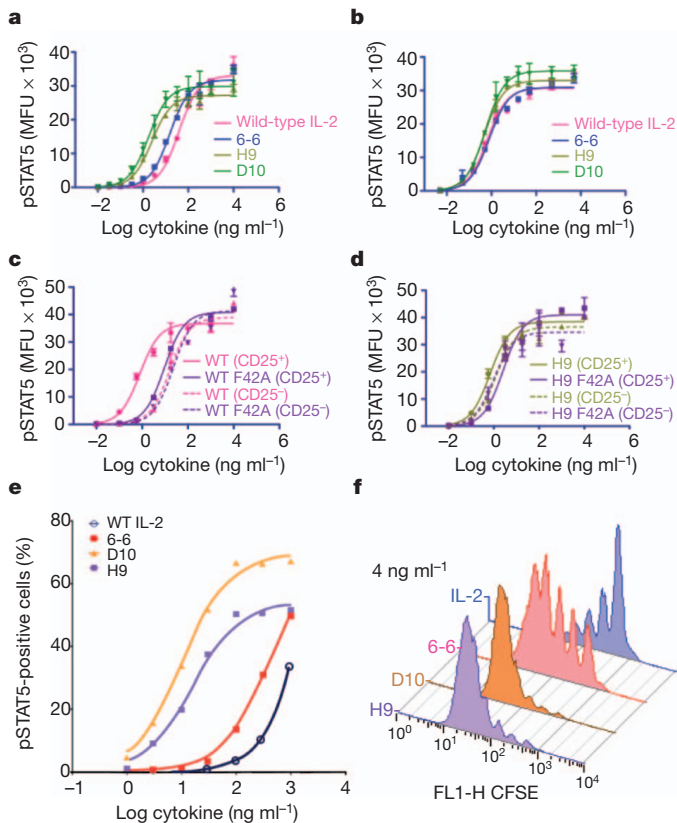 a
pSTAT5 (MFU × 10³)
40
30
20
10
0
Wild-type IL-2
6-6
H9
D10
−2 0 2 4 6
Log cytokine (ng ml⁻¹)
b
pSTAT5 (MFU × 10³)
40
30
20
10
0
Wild-type IL-2
6-6
H9
D10
−2 0 2 4 6
Log cytokine (ng ml⁻¹)
c
pSTAT5 (MFU × 10³)
50
40
30
20
10
0
WT (CD25⁺)
WT F42A (CD25⁺)
WT (CD25⁻)
WT F42A (CD25⁻)
−2 0 2 4 6
Log cytokine (ng ml⁻¹)
d
pSTAT5 (MFU × 10³)
50
40
30
20
10
0
H9 (CD25⁺)
H9 F42A (CD25⁺)
H9 (CD25⁻)
H9 F42A (CD25⁻)
−2 0 2 4 6
Log cytokine (ng ml⁻¹)
e
pSTAT5-positive cells (%)
80
60
40
20
0
WT IL-2
6-6
D10
H9
−1 0 1 2 3 4
Log cytokine (ng ml⁻¹)
f
4 ng ml⁻¹
IL-2
6-6
D10
H9
10⁰ 10¹ 10² 10³ 10⁴
FL1-H CFSE